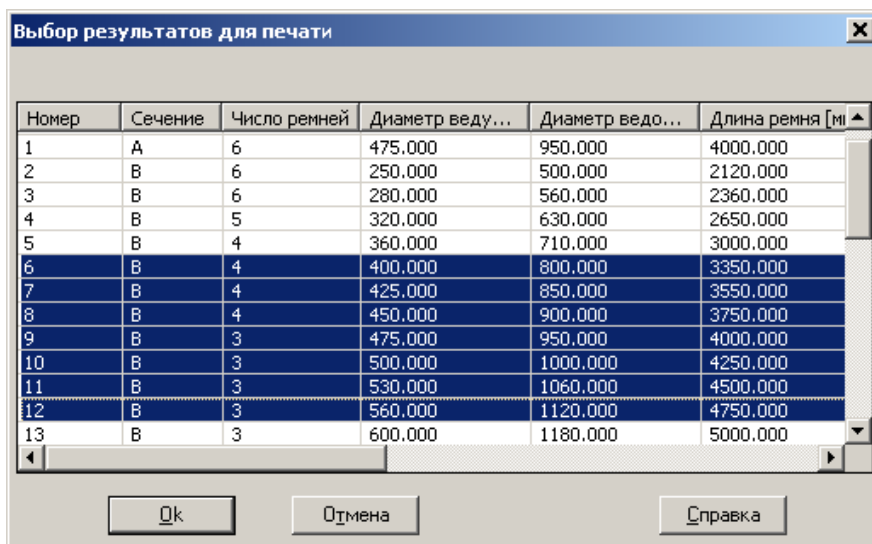 Выбор результатов для печати
Номер Сечение Число ремней Диаметр веду... Диаметр ведо... Длина ремня [м
1 A 6 475.000 950.000 4000.000
2 B 6 250.000 500.000 2120.000
3 B 6 280.000 560.000 2360.000
4 B 5 320.000 630.000 2650.000
5 B 4 360.000 710.000 3000.000
6 B 4 400.000 800.000 3350.000
7 B 4 425.000 850.000 3550.000
8 B 4 450.000 900.000 3750.000
9 B 3 475.000 950.000 4000.000
10 B 3 500.000 1000.000 4250.000
11 B 3 530.000 1060.000 4500.000
12 B 3 560.000 1120.000 4750.000
13 B 3 600.000 1180.000 5000.000
Ok Отмена Справка